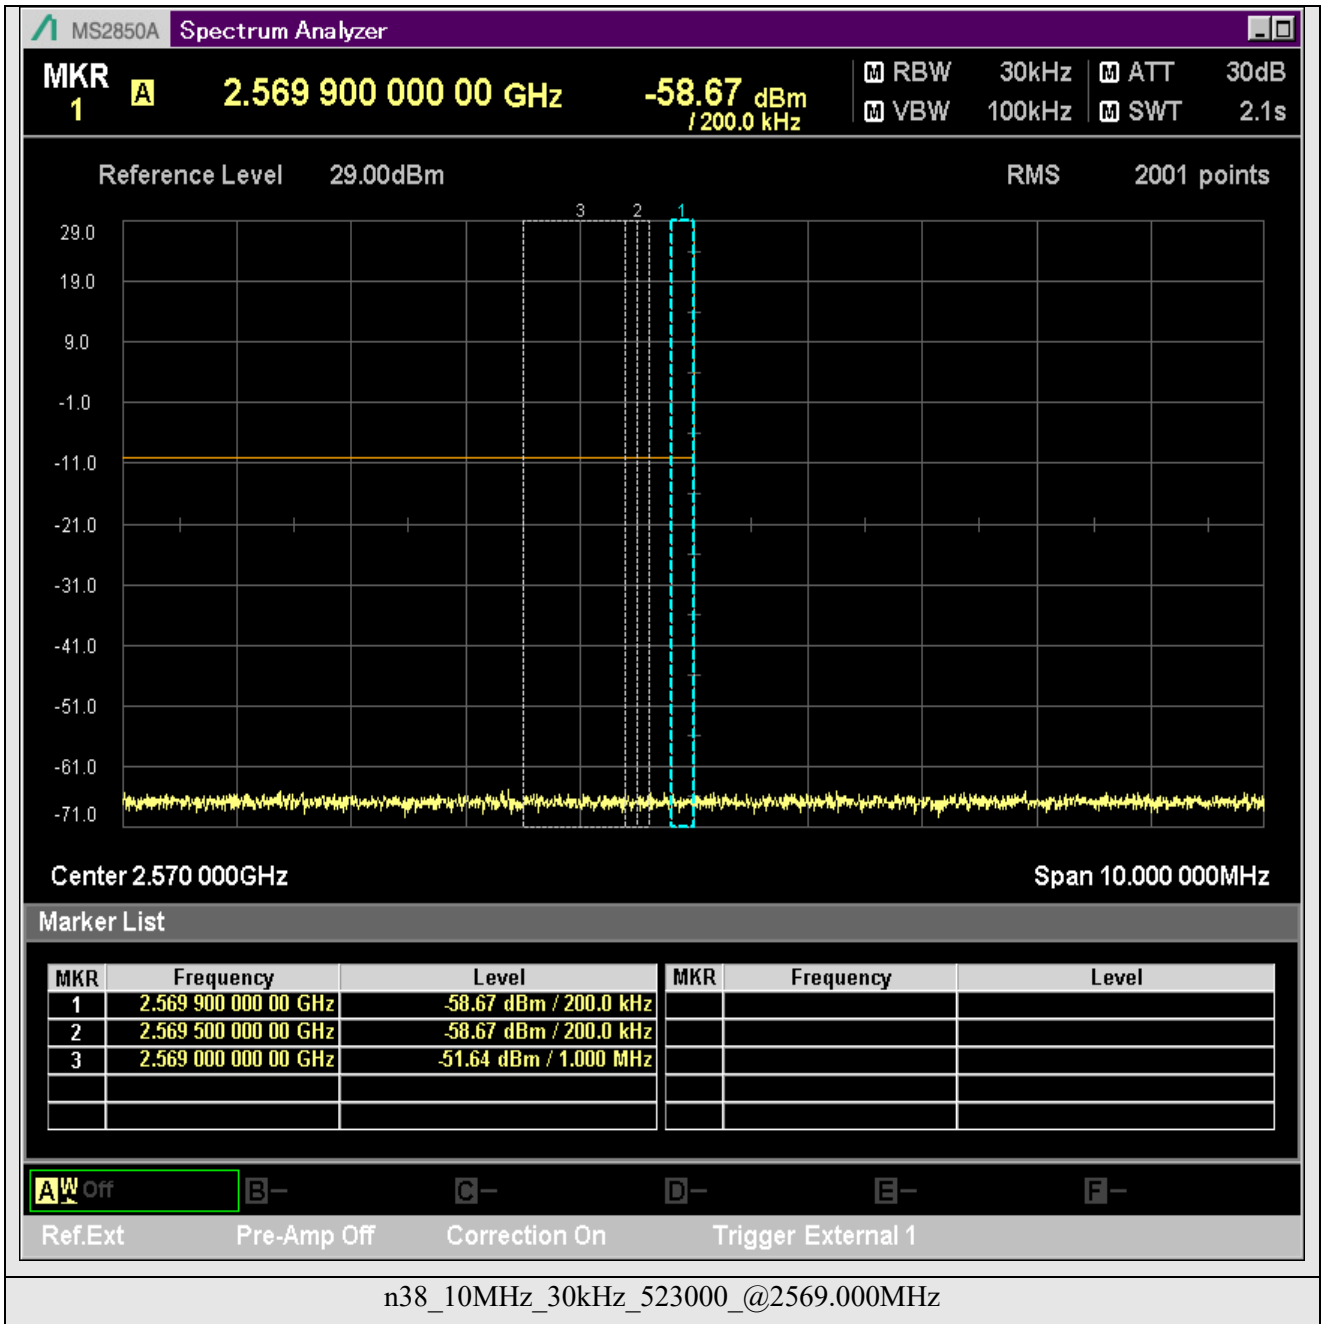 MS2850A Spectrum Analyzer
MKR 1 A 2.569 900 000 00 GHz -58.67 dBm / 200.0 kHz
M RBW 30kHz M ATT 30dB
M VBW 100kHz M SWT 2.1s
Reference Level 29.00dBm RMS 2001 points
3 2 1
29.0
19.0
9.0
-1.0
-11.0
-21.0
-31.0
-41.0
-51.0
-61.0
-71.0
Center 2.570 000GHz Span 10.000 000MHz
Marker List
MKR Frequency Level MKR Frequency Level
1 2.569 900 000 00 GHz -58.67 dBm / 200.0 kHz
2 2.569 500 000 00 GHz -58.67 dBm / 200.0 kHz
3 2.569 000 000 00 GHz -51.64 dBm / 1.000 MHz
A W Off B – C – D – E – F –
Ref.Ext Pre-Amp Off Correction On Trigger External 1
n38_10MHz_30kHz_523000_@2569.000MHz